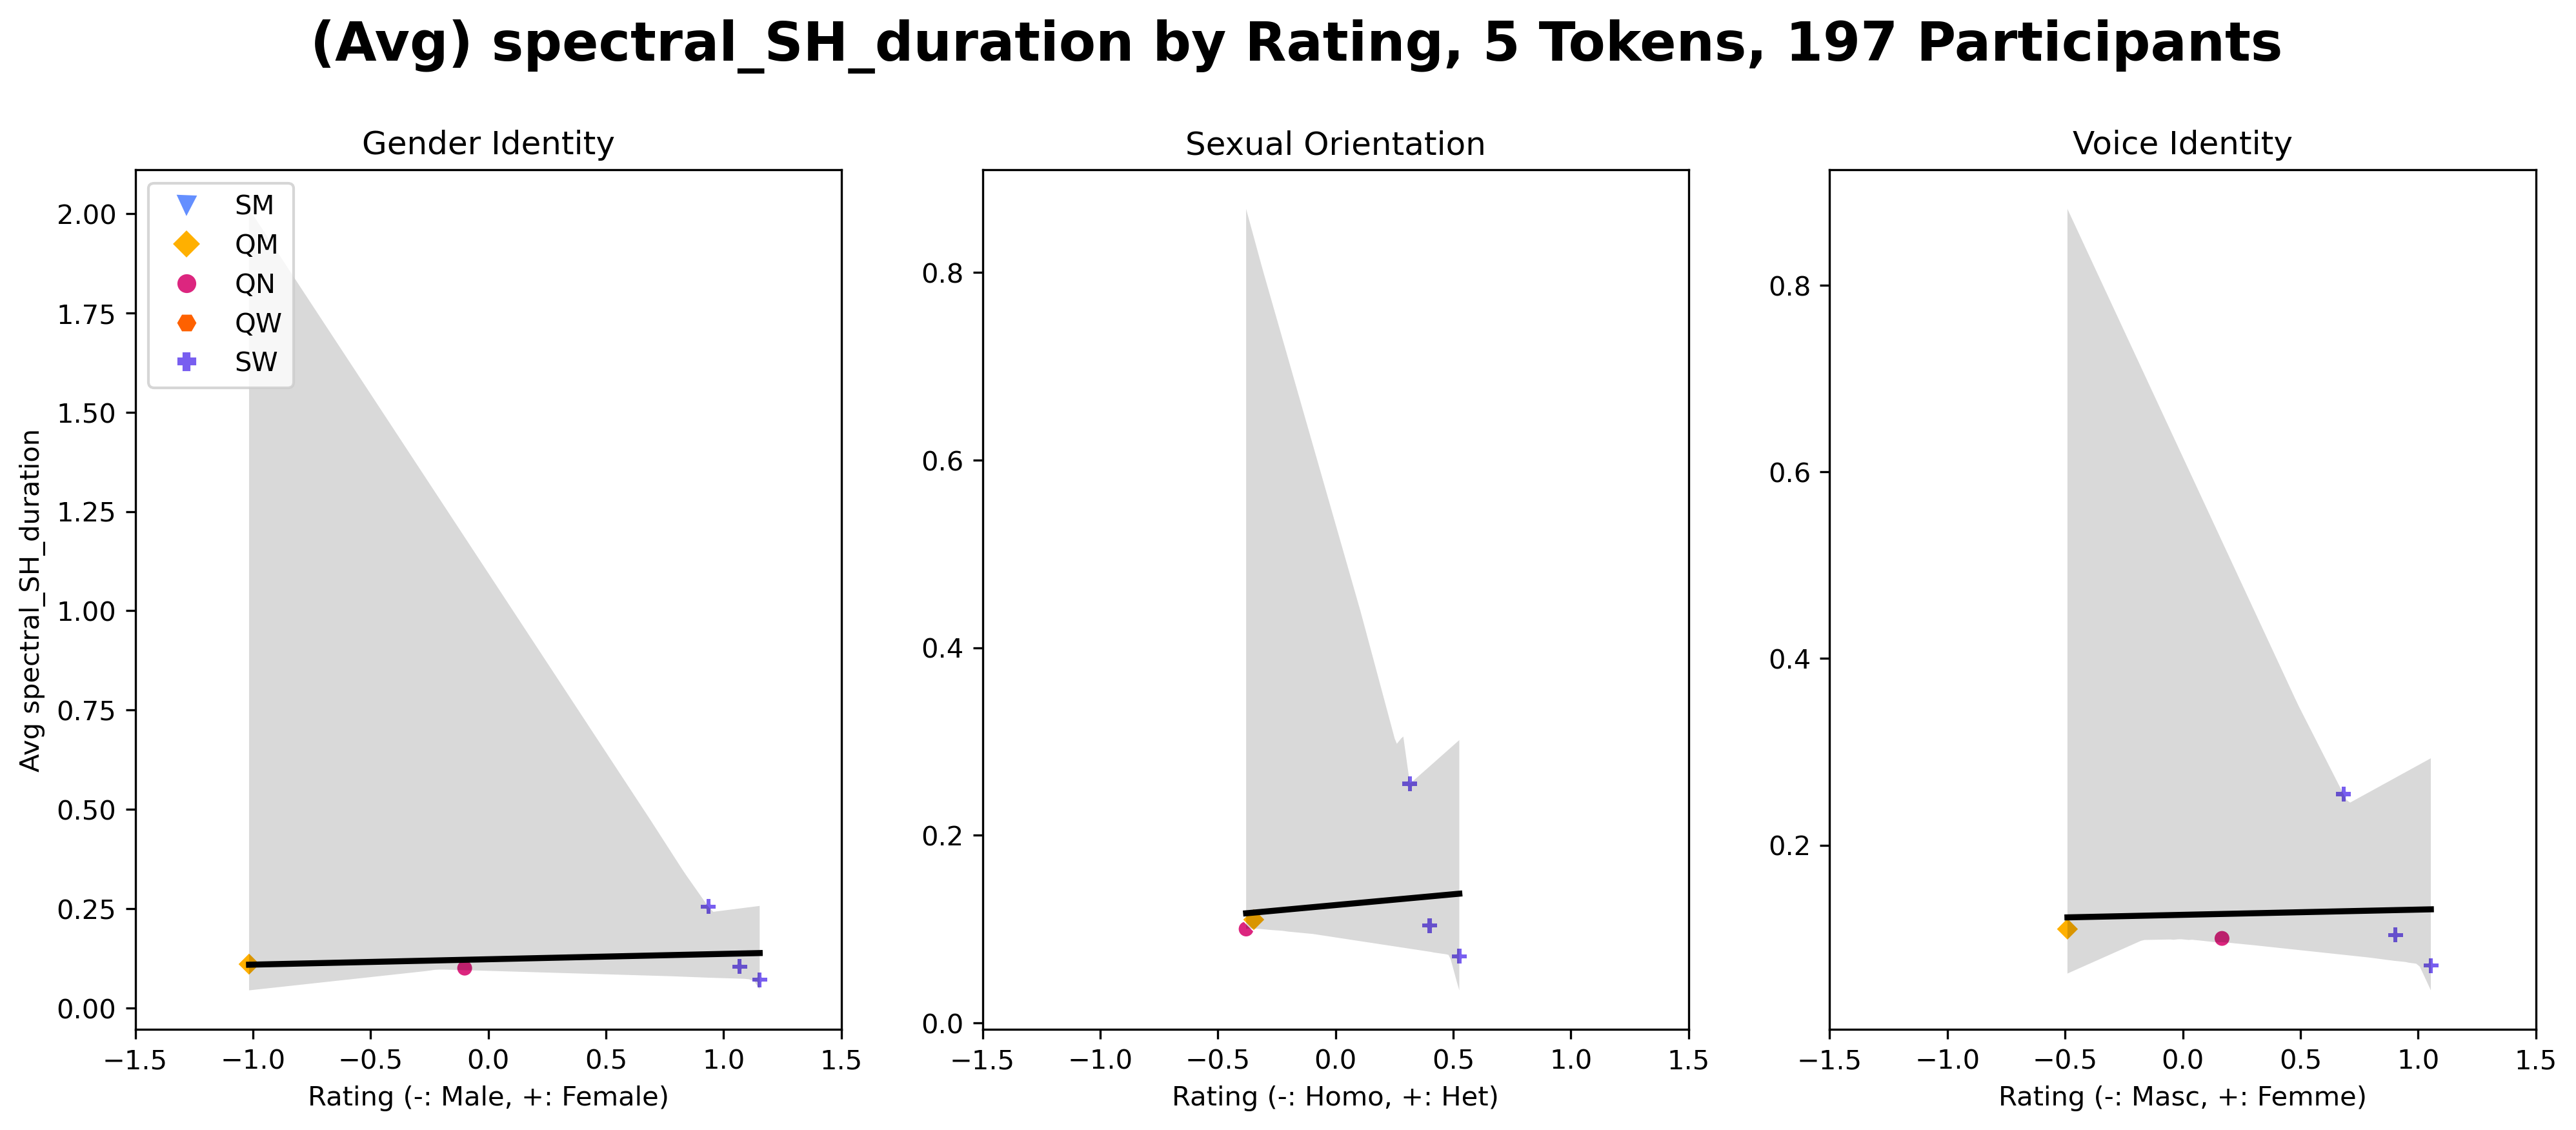 (Avg) spectral_SH_duration by Rating, 5 Tokens, 197 Participants
Gender Identity
SM
QM
QN
QW
SW
Avg spectral_SH_duration
2.00
1.75
1.50
1.25
1.00
0.75
0.50
0.25
0.00
−1.5 −1.0 −0.5 0.0 0.5 1.0 1.5
Rating (-: Male, +: Female)
Sexual Orientation
0.8
0.6
0.4
0.2
0.0
−1.5 −1.0 −0.5 0.0 0.5 1.0 1.5
Rating (-: Homo, +: Het)
Voice Identity
0.8
0.6
0.4
0.2
−1.5 −1.0 −0.5 0.0 0.5 1.0 1.5
Rating (-: Masc, +: Femme)